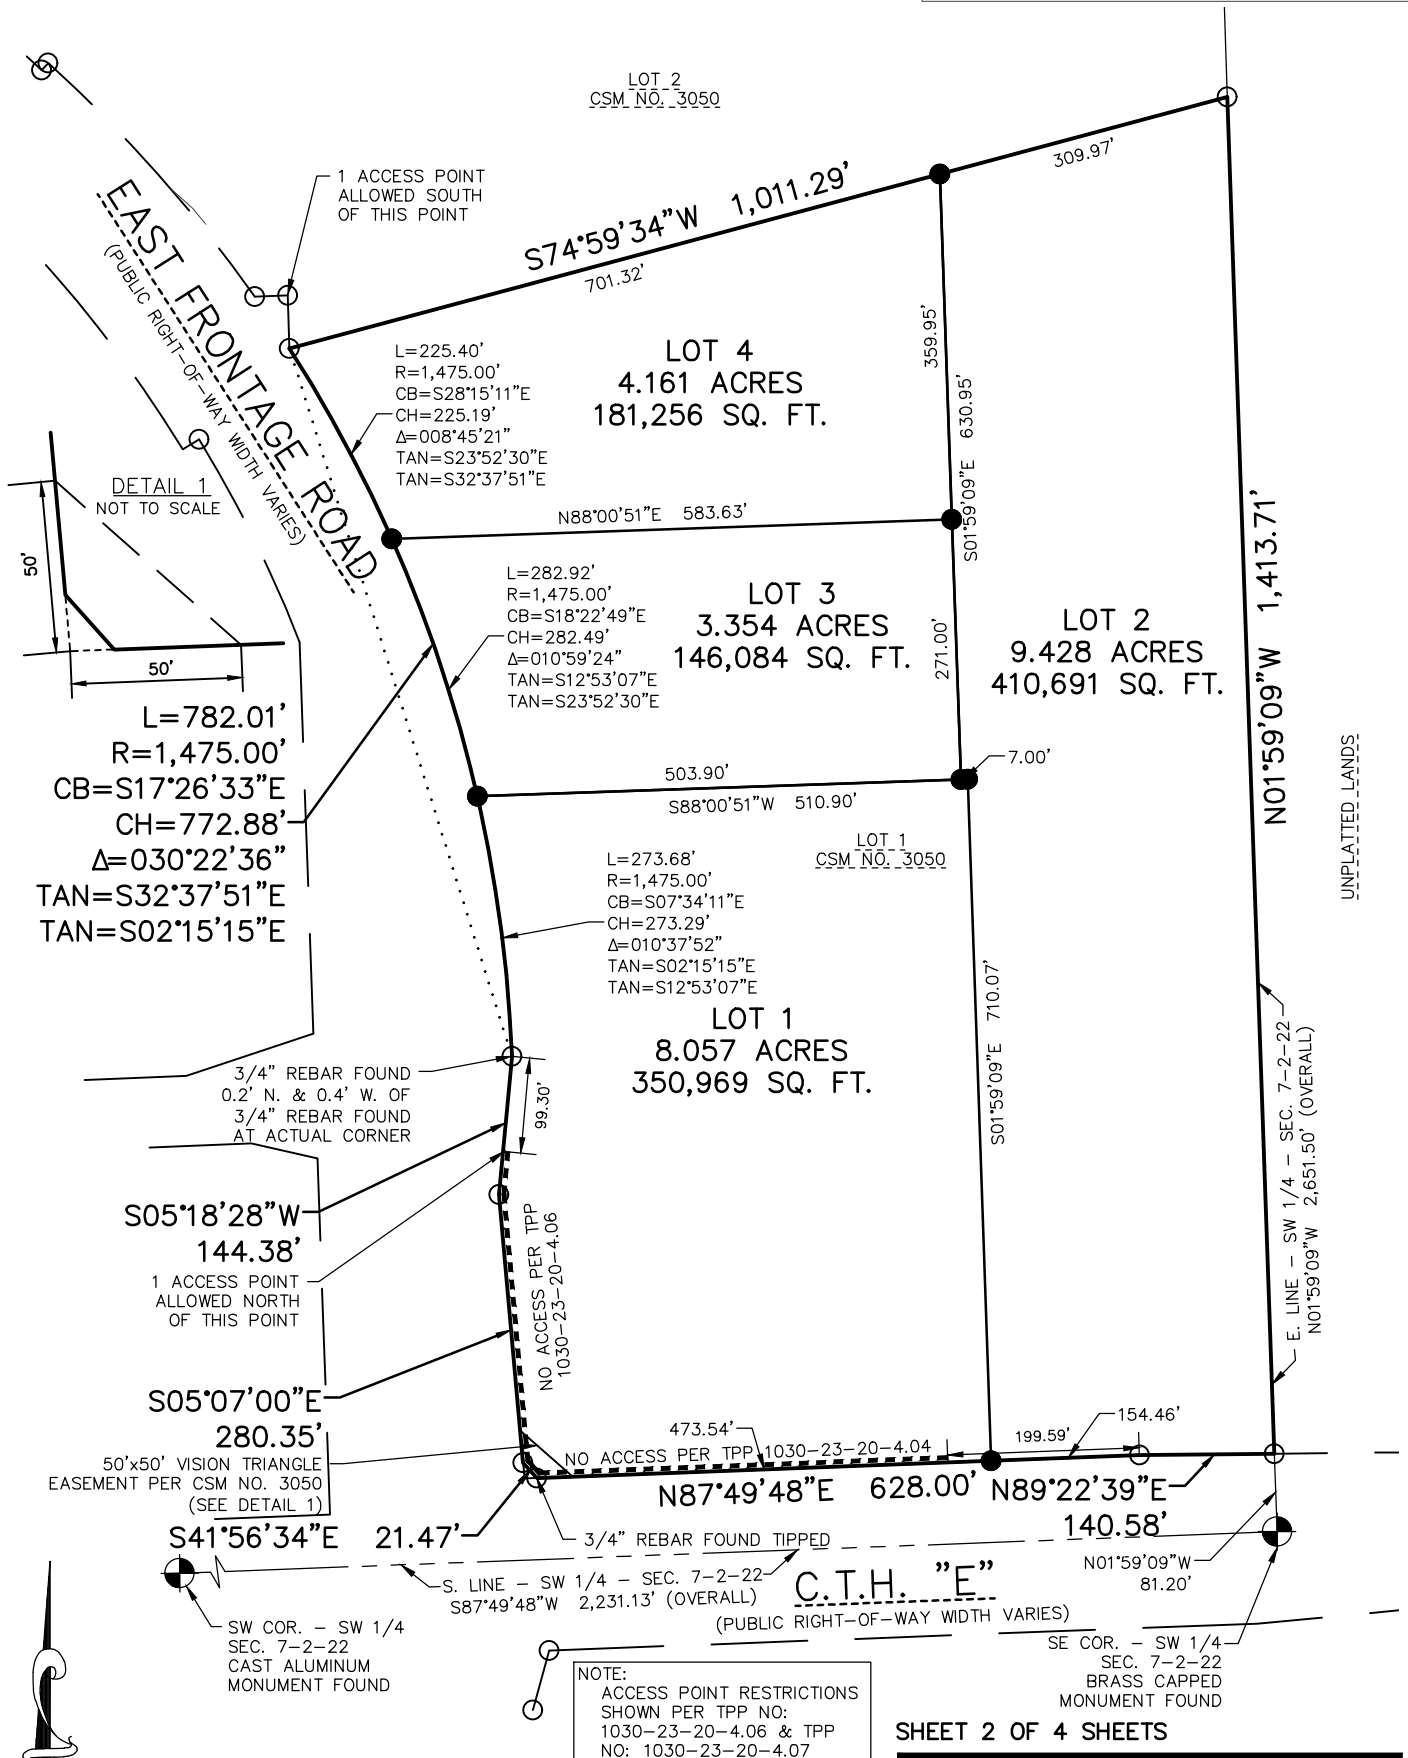 LOT 2
CSM NO. 3050
1 ACCESS POINT
ALLOWED SOUTH
OF THIS POINT
EAST FRONTAGE ROAD
(PUBLIC RIGHT-OF-WAY WIDTH VARIES)
S74°59'34"W 1,011.29'
701.32'
309.97'
L=225.40'
R=1,475.00'
CB=S28°15'11"E
CH=225.19'
Δ=008°45'21"
TAN=S23°52'30"E
TAN=S32°37'51"E
LOT 4
4.161 ACRES
181,256 SQ. FT.
359.95'
S01°59'09"E 630.95'
DETAIL 1
NOT TO SCALE
50'
50'
N88°00'51"E 583.63'
L=282.92'
R=1,475.00'
CB=S18°22'49"E
CH=282.49'
Δ=010°59'24"
TAN=S12°53'07"E
TAN=S23°52'30"E
LOT 3
3.354 ACRES
146,084 SQ. FT.
271.00'
LOT 2
9.428 ACRES
410,691 SQ. FT.
N01°59'09"W 1,413.71'
UNPLATTED LANDS
L=782.01'
R=1,475.00'
CB=S17°26'33"E
CH=772.88'
Δ=030°22'36"
TAN=S32°37'51"E
TAN=S02°15'15"E
503.90'
S88°00'51"W 510.90'
7.00'
LOT 1
CSM NO. 3050
L=273.68'
R=1,475.00'
CB=S07°34'11"E
CH=273.29'
Δ=010°37'52"
TAN=S02°15'15"E
TAN=S12°53'07"E
LOT 1
8.057 ACRES
350,969 SQ. FT.
S01°59'09"E 710.07'
E. LINE - SW 1/4 - SEC. 7-2-22
N01°59'09"W 2,651.50' (OVERALL)
3/4" REBAR FOUND
0.2' N. & 0.4' W. OF
3/4" REBAR FOUND
AT ACTUAL CORNER
99.30'
S05°18'28"W
144.38'
1 ACCESS POINT
ALLOWED NORTH
OF THIS POINT
NO ACCESS PER TPP
1030-23-20-4.06
S05°07'00"E
280.35'
50'x50' VISION TRIANGLE
EASEMENT PER CSM NO. 3050
(SEE DETAIL 1)
S41°56'34"E 21.47'
473.54'
NO ACCESS PER TPP 1030-23-20-4.04
199.59'
154.46'
N87°49'48"E 628.00'
N89°22'39"E
140.58'
3/4" REBAR FOUND TIPPED
S. LINE - SW 1/4 - SEC. 7-2-22
S87°49'48"W 2,231.13' (OVERALL)
C.T.H. "E"
(PUBLIC RIGHT-OF-WAY WIDTH VARIES)
N01°59'09"W
81.20'
SW COR. - SW 1/4
SEC. 7-2-22
CAST ALUMINUM
MONUMENT FOUND
SE COR. - SW 1/4
SEC. 7-2-22
BRASS CAPPED
MONUMENT FOUND
NOTE:
ACCESS POINT RESTRICTIONS
SHOWN PER TPP NO:
1030-23-20-4.06 & TPP
NO: 1030-23-20-4.07
SHEET 2 OF 4 SHEETS